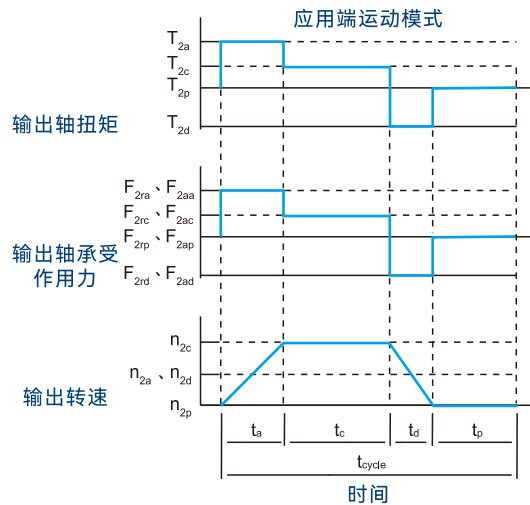 应用端运动模式
T2a
T2c
T2p
输出轴扭矩
T2d
F2ra、F2aa
F2rc、F2ac
F2rp、F2ap
输出轴承受
作用力
F2rd、F2ad
n2c
n2a、n2d
输出转速
n2p
ta tc td tp
tcycle
时间